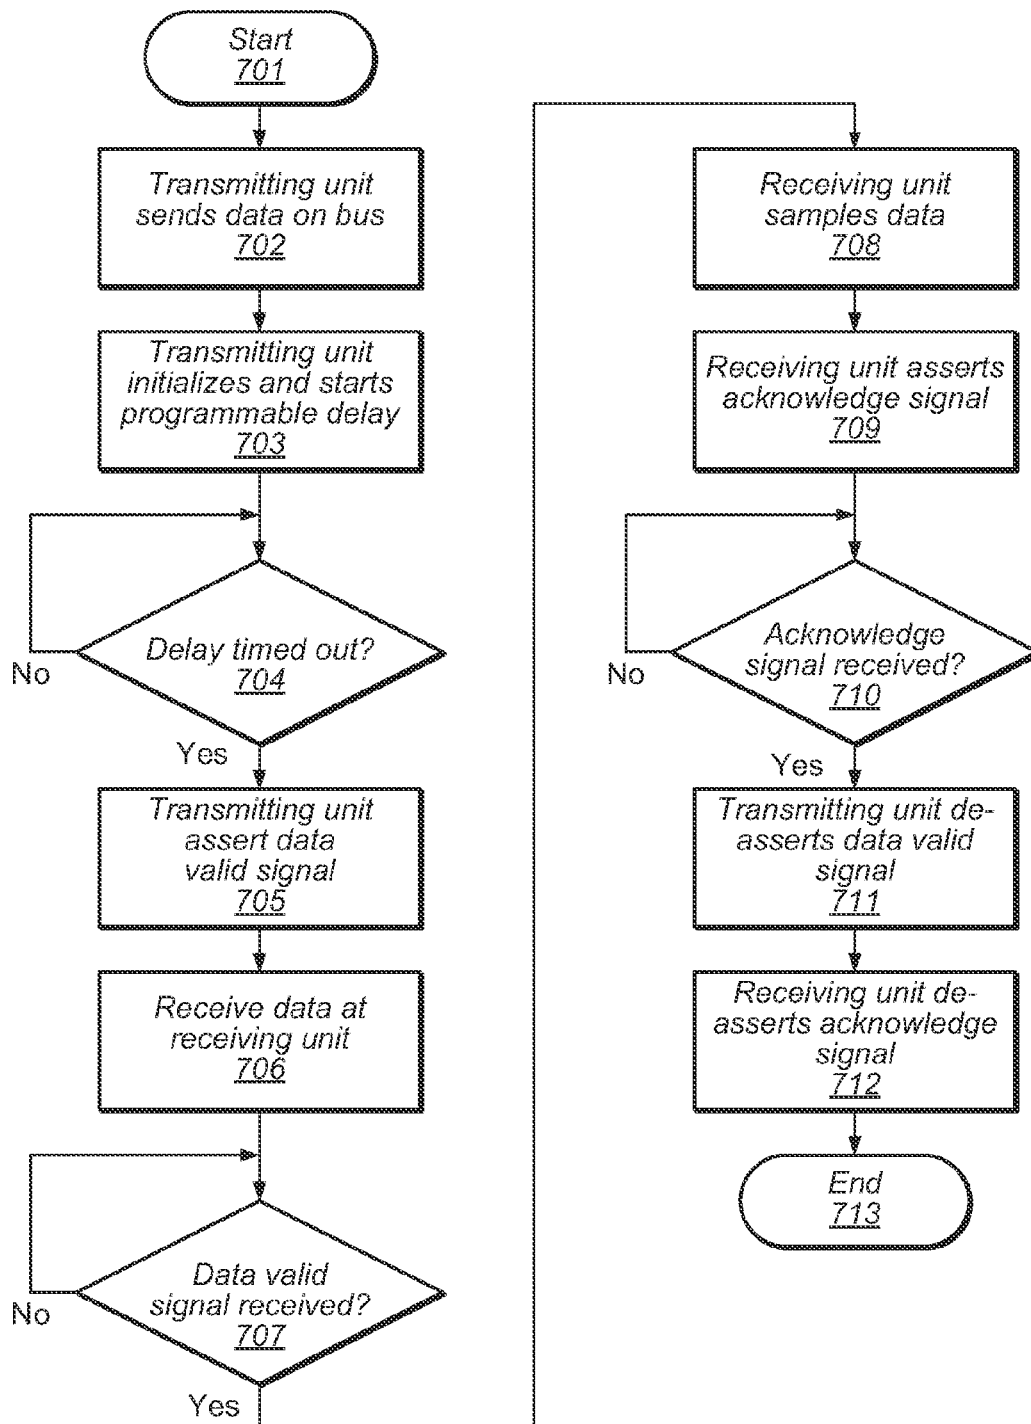 Start
701
Transmitting unit
sends data on bus
702
Transmitting unit
initializes and starts
programmable delay
703
Delay timed out?
704
No
Yes
Transmitting unit
assert data
valid signal
705
Receive data at
receiving unit
706
Data valid
signal received?
707
No
Yes
Receiving unit
samples data
708
Receiving unit asserts
acknowledge signal
709
Acknowledge
signal received?
710
No
Yes
Transmitting unit de-
asserts data valid
signal
711
Receiving unit de-
asserts acknowledge
signal
712
End
713